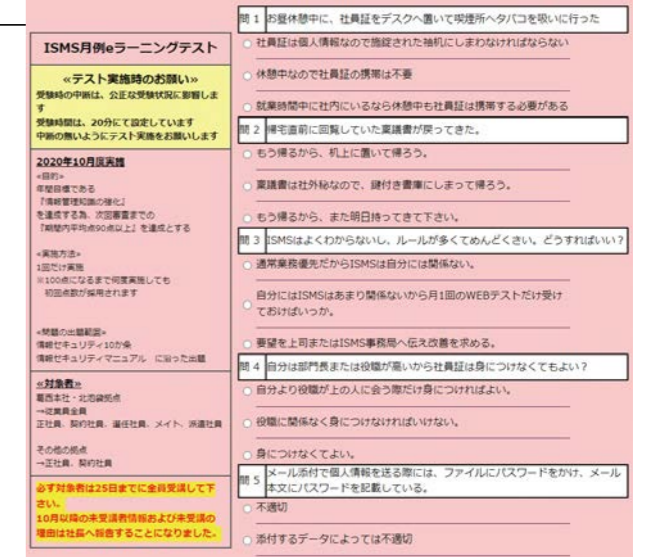 ISMS月例eラーニングテスト
≪テスト実施時のお願い≫
受験時の中断は、公正な受験状況に影響しま
す
受験時間は、20分にて設定しています
中断の無いようにテスト実施をお願いします
2020年10月度実施
≪目的≫
年間目標である
『情報管理知識の強化』
を達成する為、次回審査までの
『期間内平均点90点以上』を達成とする
≪実施方法≫
1回だけ実施
※100点になるまで何度実施しても
初回点数が採用されます
≪問題の出題範囲≫
情報セキュリティ10か条
情報セキュリティマニュアル に沿った出題
≪対象者≫
葛西本社・北池袋拠点
→従業員全員
正社員、契約社員、重任社員、メイト、派遣社員
その他の拠点
→正社員、契約社員
必ず対象者は25日までに全員受講して下
さい。
10月以降の未受講者情報および未受講の
理由は社長へ報告することになりました。
問 1 お昼休憩中に、社員証をデスクへ置いて喫煙所へタバコを吸いに行った
社員証は個人情報なので施錠された袖机にしまわなければならない
休憩中なので社員証の携帯は不要
就業時間中に社内にいるなら休憩中も社員証は携帯する必要がある
問 2 帰宅直前に回覧していた稟議書が戻ってきた。
もう帰るから、机上に置いて帰ろう。
稟議書は社外秘なので、鍵付き書庫にしまって帰ろう。
もう帰るから、また明日持ってきて下さい。
問 3 ISMSはよくわからないし、ルールが多くてめんどくさい。どうすればいい？
通常業務優先だからISMSは自分には関係ない。
自分にはISMSはあまり関係ないから月1回のWEBテストだけ受け
ておけばいっか。
要望を上司またはISMS事務局へ伝え改善を求める。
問 4 自分は部門長または役職が高いから社員証は身につけなくてもよい？
自分より役職が上の人に会う際だけ身につければよい。
役職に関係なく身につけなければいけない。
身につけなくてよい。
問 5 メール添付で個人情報を送る際には、ファイルにパスワードをかけ、メール
本文にパスワードを記載している。
不適切
添付するデータによっては不適切